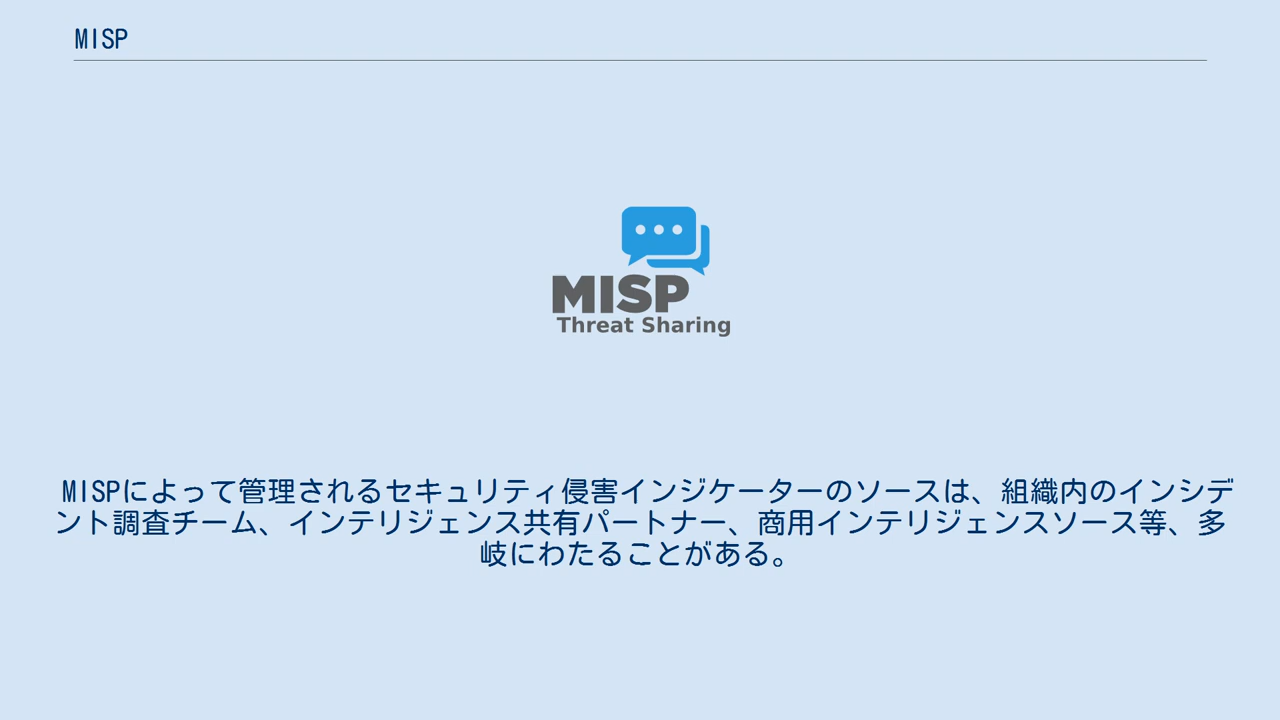 MISP
MISP
Threat Sharing
MISPによって管理されるセキュリティ侵害インジケーターのソースは、組織内のインシデ
ント調査チーム、インテリジェンス共有パートナー、商用インテリジェンスソース等、多
岐にわたることがある。